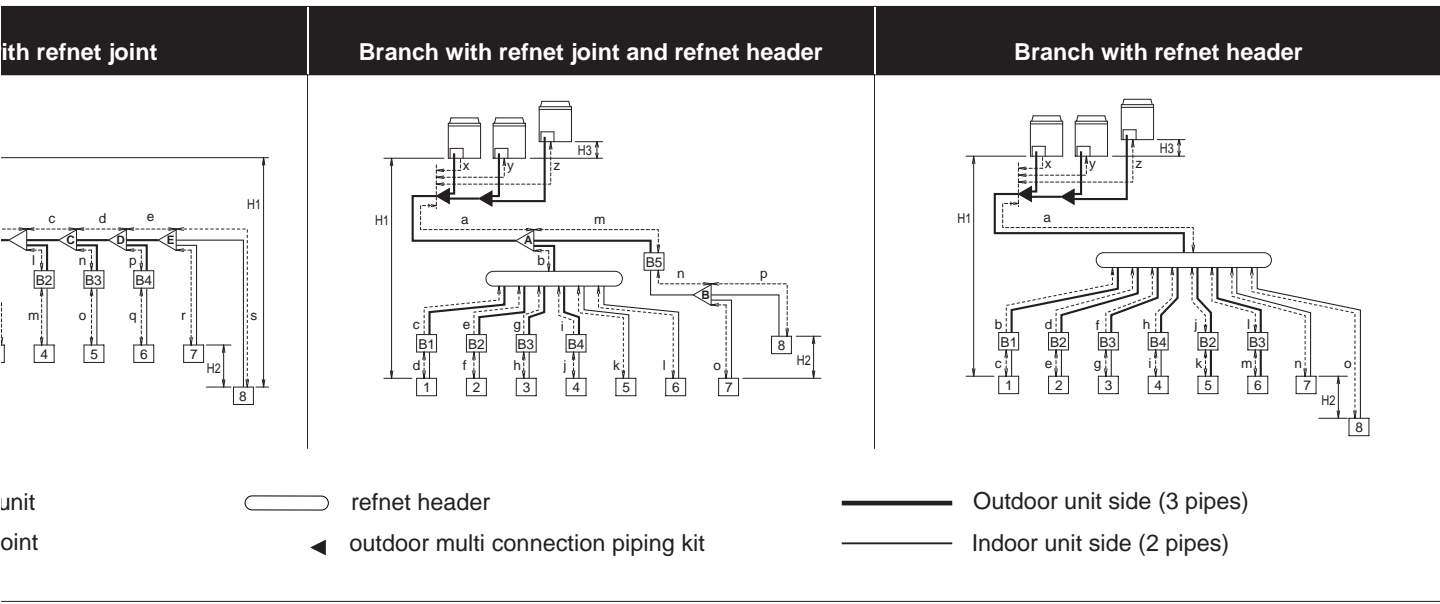 ith refnet joint
Branch with refnet joint and refnet header
Branch with refnet header
c d e
H1
C D E
l n p
B2 B3 B4
m o q r s
4 5 6 7
H2
8
x y z
H3
H1
a m
A
b
B5
n p
B
c e g i
B1 B2 B3 B4
8
d f h j k l o
H2
1 2 3 4 5 6 7
x y z
H3
H1
a
b d f h j l
B1 B2 B3 B4 B2 B3
c e g i k m n o
1 2 3 4 5 6 7
H2
8
unit
refnet header
Outdoor unit side (3 pipes)
oint
outdoor multi connection piping kit
Indoor unit side (2 pipes)